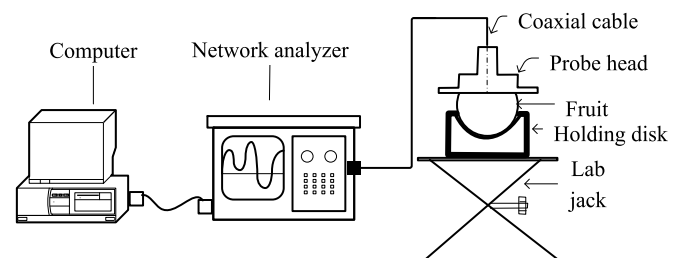 Computer
Network analyzer
Coaxial cable
Probe head
Fruit
Holding disk
Lab
jack